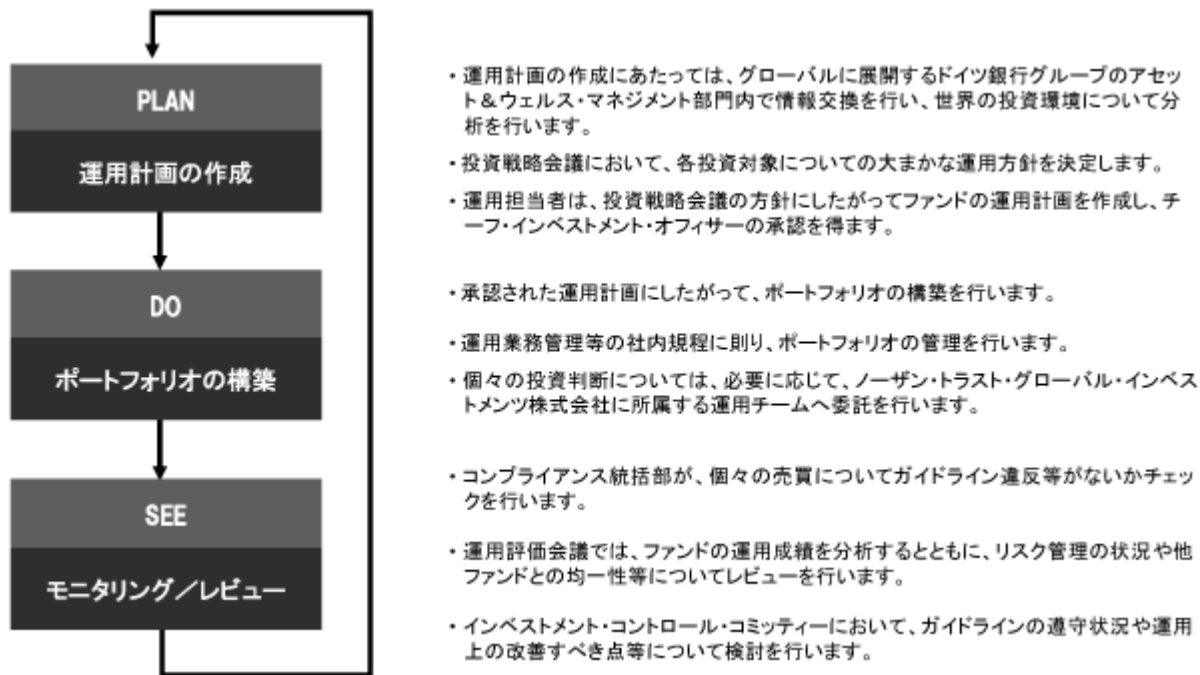 PLAN
運用計画の作成
・運用計画の作成にあたっては、グローバルに展開するドイツ銀行グループのアセッ
ト＆ウェルス・マネジメント部門内で情報交換を行い、世界の投資環境について分
析を行います。
・投資戦略会議において、各投資対象についての大まかな運用方針を決定します。
・運用担当者は、投資戦略会議の方針にしたがってファンドの運用計画を作成し、チ
ーフ・インベストメント・オフィサーの承認を得ます。
DO
ポートフォリオの構築
・承認された運用計画にしたがって、ポートフォリオの構築を行います。
・運用業務管理等の社内規程に則り、ポートフォリオの管理を行います。
・個々の投資判断については、必要に応じて、ノーザン・トラスト・グローバル・インベス
トメンツ株式会社に所属する運用チームへ委託を行います。
SEE
モニタリング／レビュー
・コンプライアンス統括部が、個々の売買についてガイドライン違反等がないかチェッ
クを行います。
・運用評価会議では、ファンドの運用成績を分析するとともに、リスク管理の状況や他
ファンドとの均一性等についてレビューを行います。
・インベストメント・コントロール・コミッティーにおいて、ガイドラインの遵守状況や運用
上の改善すべき点等について検討を行います。